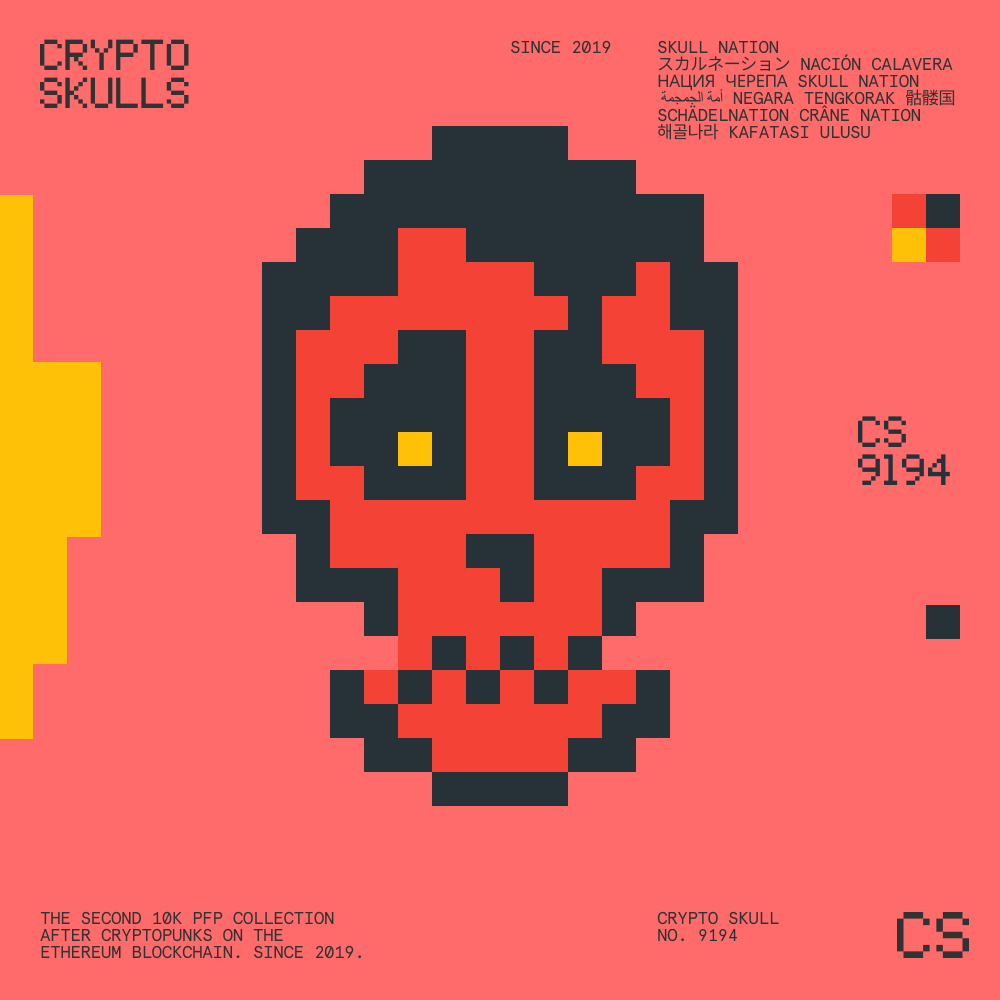 CRYPTO
SKULLS
SINCE 2019
SKULL NATION
スカルネーション NACIÓN CALAVERA
НАЦИЯ ЧЕРЕПА SKULL NATION
أمة الجمجمة NEGARA TENGKORAK 骷髅国
SCHÄDELNATION CRÂNE NATION
해골나라 KAFATASI ULUSU
CS
9194
THE SECOND 10K PFP COLLECTION
AFTER CRYPTOPUNKS ON THE
ETHEREUM BLOCKCHAIN. SINCE 2019.
CRYPTO SKULL
NO. 9194
CS